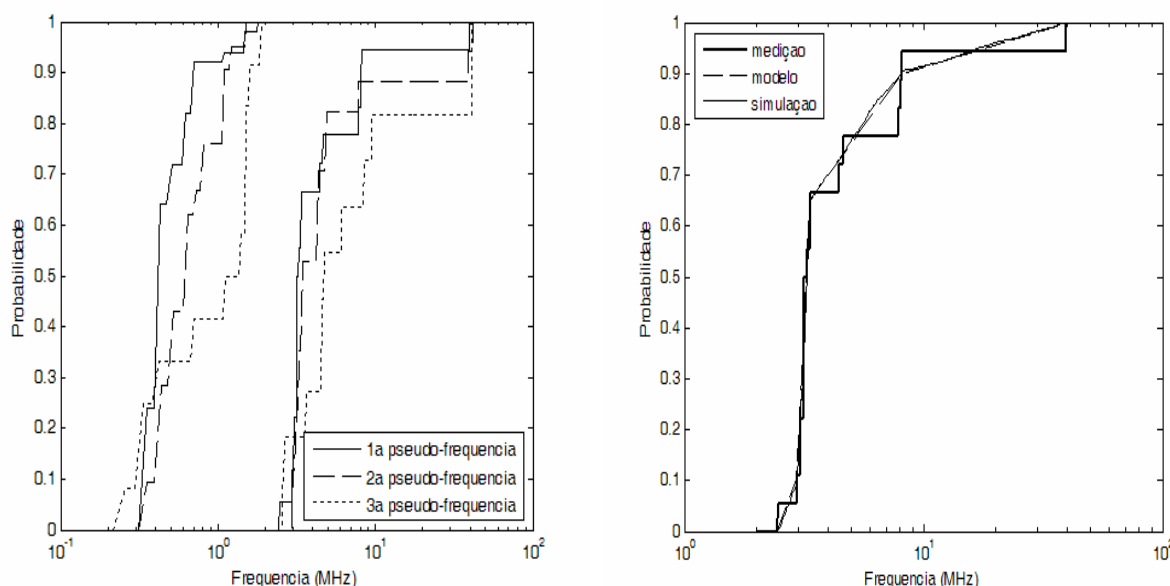 1
0.9
0.8
0.7
0.6
0.5
0.4
0.3
0.2
0.1
0
Probabilidade
10^-1
10^0
10^1
10^2
Frequencia (MHz)
1a pseudo-frequencia
2a pseudo-frequencia
3a pseudo-frequencia
1
0.9
0.8
0.7
0.6
0.5
0.4
0.3
0.2
0.1
0
Probabilidade
10^0
10^1
10^2
Frequencia (MHz)
mediçao
modelo
simulaçao